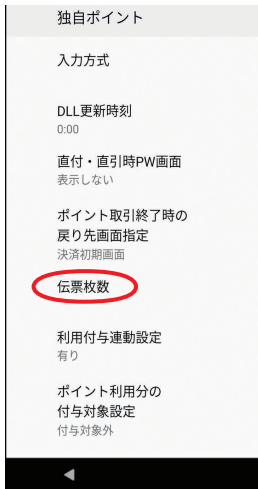 独自ポイント
入力方式
DLL更新時刻
0:00
直付・直引時PW画面
表示しない
ポイント取引終了時の
戻り先画面指定
決済初期画面
伝票枚数
利用付与連動設定
有り
ポイント利用分の
付与対象設定
付与対象外